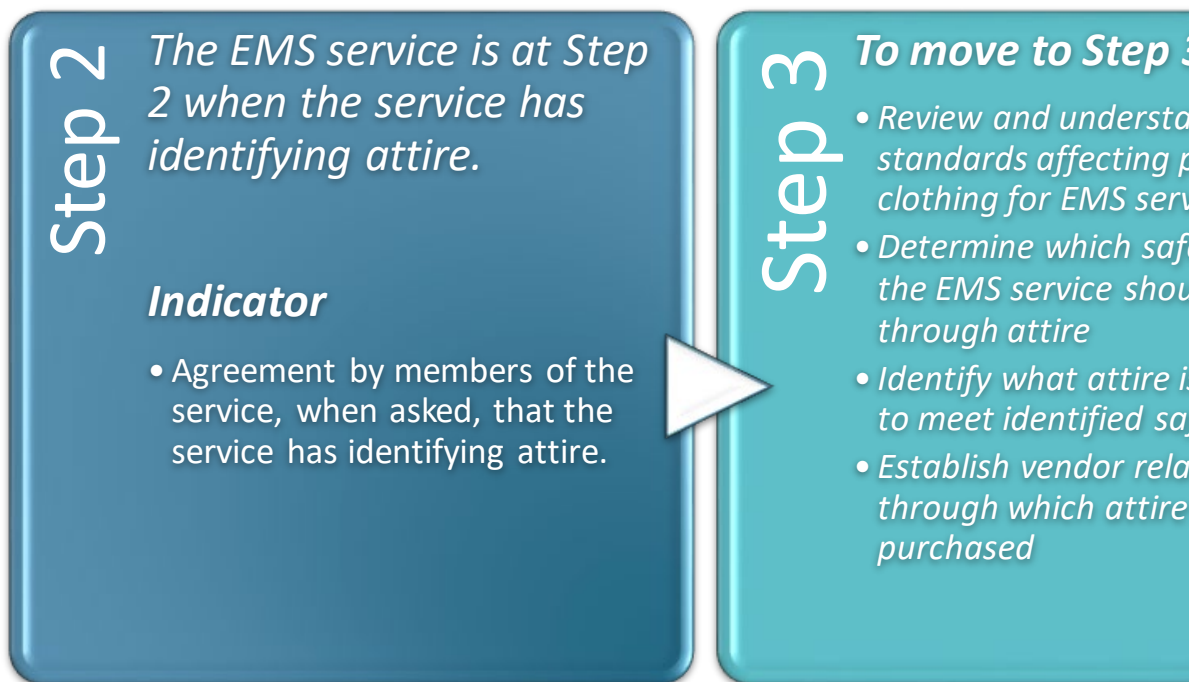 Step 2
The EMS service is at Step
2 when the service has
identifying attire.
Indicator
• Agreement by members of the
service, when asked, that the
service has identifying attire.
Step 3
To move to Step 3
• Review and understa
standards affecting p
clothing for EMS serv
• Determine which saf
the EMS service shou
through attire
• Identify what attire is
to meet identified sa
• Establish vendor rela
through which attire
purchased